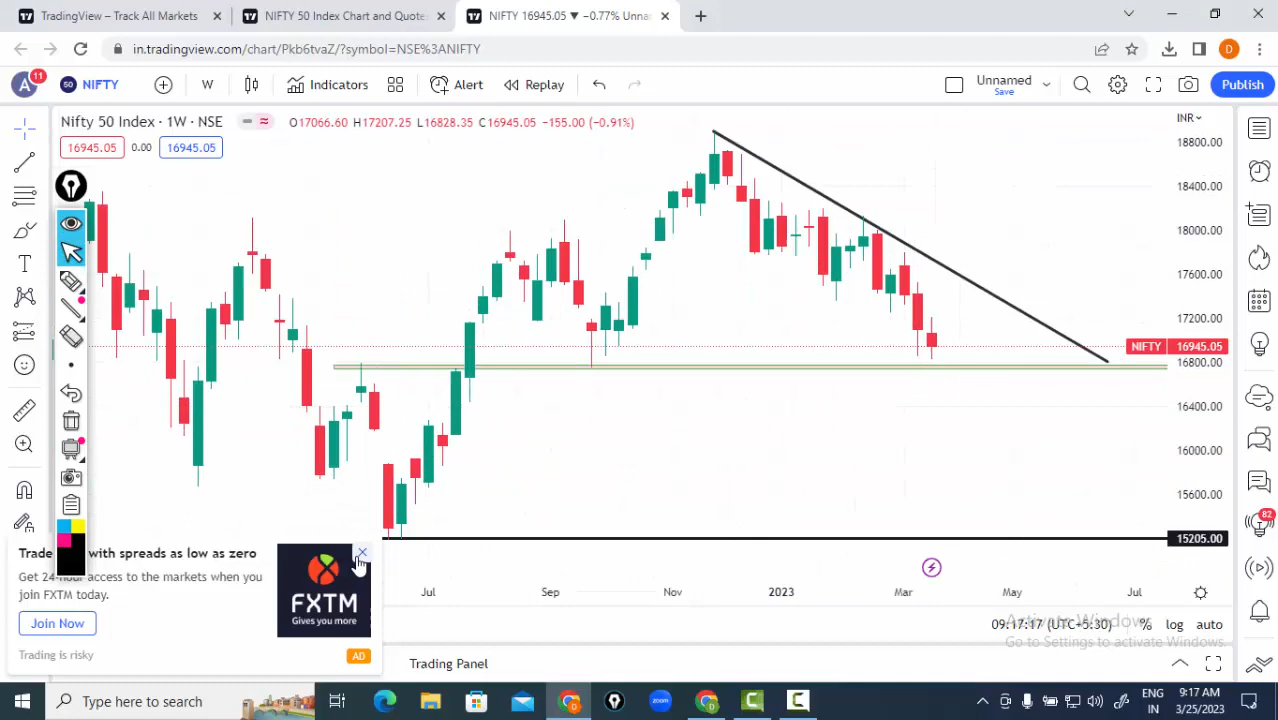 TradingView – Track All Markets
NIFTY 50 Index Chart and Quote
NIFTY 16945.05 ▼ −0.77% Unna
in.tradingview.com/chart/Pkb6tvaZ/?symbol=NSE%3ANIFTY
D
A
11
50
NIFTY
W
Indicators
Alert
Replay
Unnamed
Save
Publish
Nifty 50 Index · 1W · NSE
O17066.60 H17207.25 L16828.35 C16945.05 −155.00 (−0.91%)
INR
16945.05
0.00
16945.05
18800.00
18400.00
18000.00
17600.00
17200.00
NIFTY
16945.05
16800.00
16400.00
16000.00
15600.00
15205.00
82
Trade
with spreads as low as zero
Get 24-hour access to the markets when you
join FXTM today.
Join Now
Trading is risky
FXTM
Gives you more
AD
Jul
Sep
Nov
2023
Mar
May
Jul
09:17:17 (UTC+5:30)
%
log
auto
Activate Windows
Go to Settings to activate Windows.
Trading Panel
Type here to search
zoom
ENG
IN
9:17 AM
3/25/2023